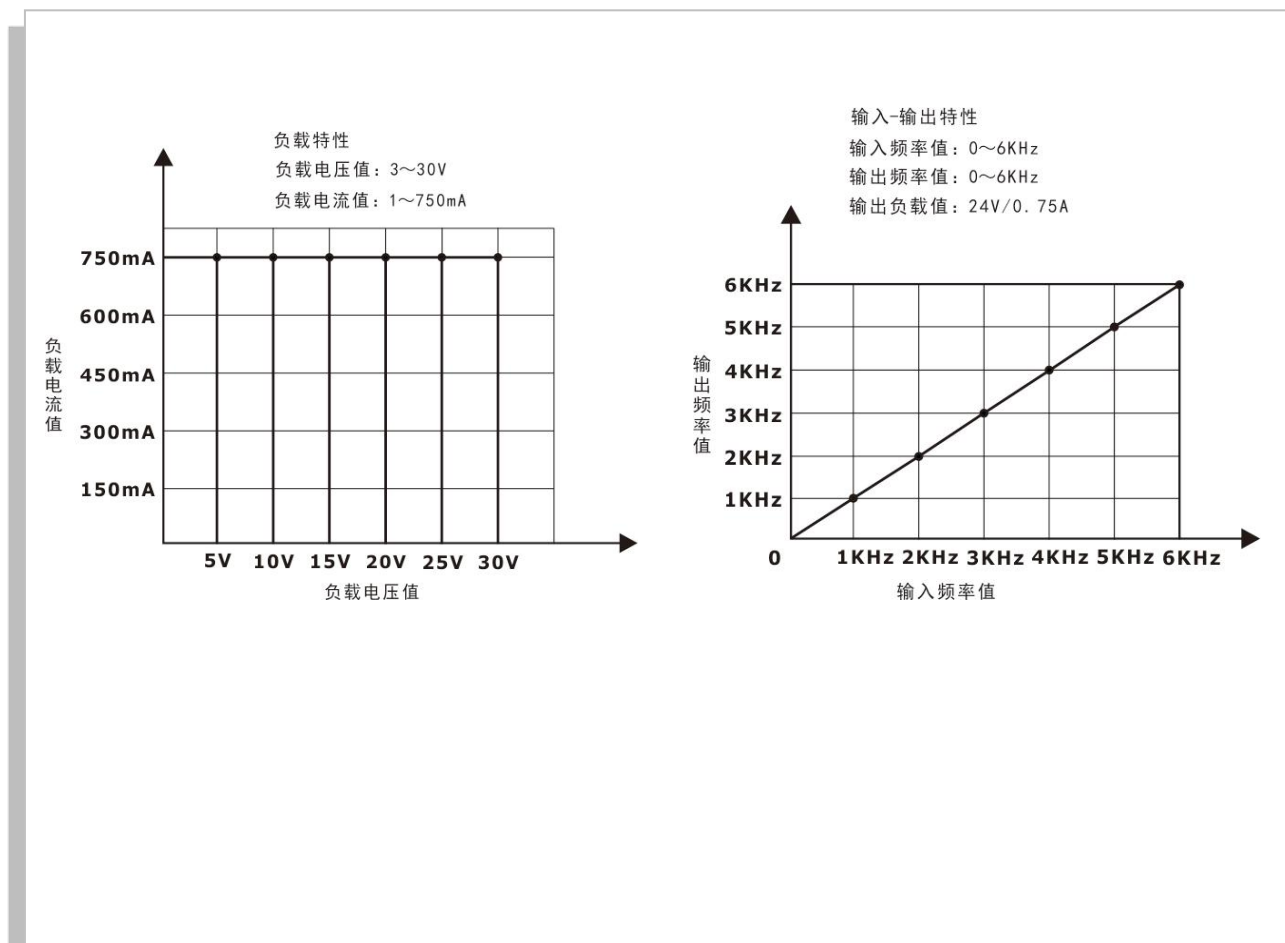 负载特性
负载电压值：3～30V
负载电流值：1～750mA
750mA
600mA
450mA
300mA
150mA
负载电流值
5V 10V 15V 20V 25V 30V
负载电压值
输入-输出特性
输入频率值：0～6KHz
输出频率值：0～6KHz
输出负载值：24V/0.75A
6KHz
5KHz
4KHz
3KHz
2KHz
1KHz
输出频率值
0 1KHz 2KHz 3KHz 4KHz 5KHz 6KHz
输入频率值